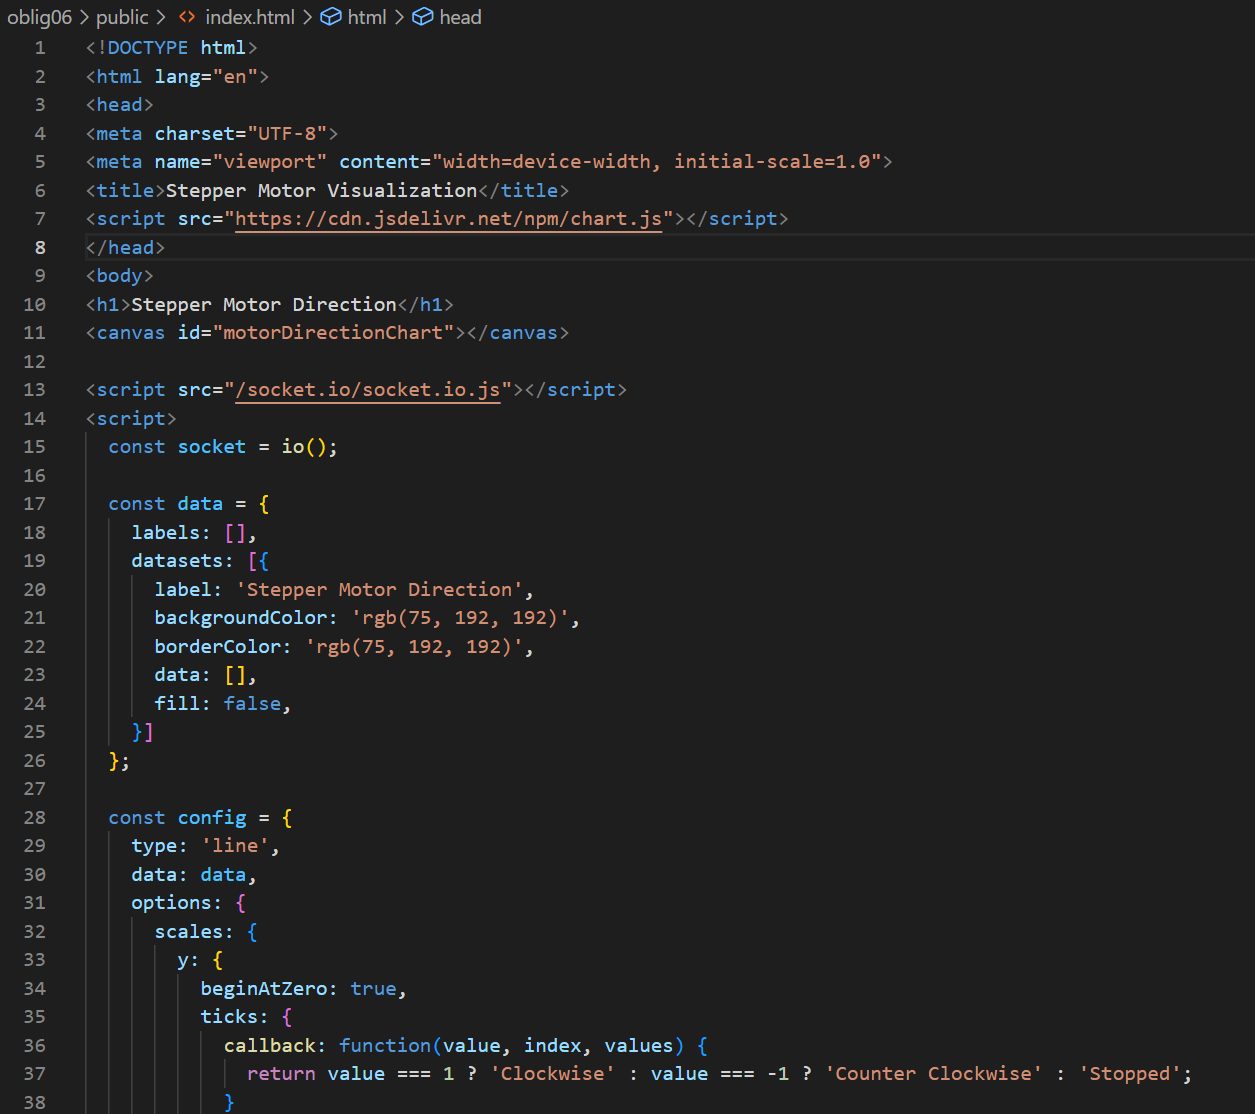 oblig06 > public > <> index.html > html > head
1 <!DOCTYPE html>
2 <html lang="en">
3 <head>
4 <meta charset="UTF-8">
5 <meta name="viewport" content="width=device-width, initial-scale=1.0">
6 <title>Stepper Motor Visualization</title>
7 <script src="https://cdn.jsdelivr.net/npm/chart.js"></script>
8 </head>
9 <body>
10 <h1>Stepper Motor Direction</h1>
11 <canvas id="motorDirectionChart"></canvas>
12
13 <script src="/socket.io/socket.io.js"></script>
14 <script>
15   const socket = io();
16
17   const data = {
18     labels: [],
19     datasets: [{
20       label: 'Stepper Motor Direction',
21       backgroundColor: 'rgb(75, 192, 192)',
22       borderColor: 'rgb(75, 192, 192)',
23       data: [],
24       fill: false,
25     }]
26   };
27
28   const config = {
29     type: 'line',
30     data: data,
31     options: {
32       scales: {
33         y: {
34           beginAtZero: true,
35           ticks: {
36             callback: function(value, index, values) {
37               return value === 1 ? 'Clockwise' : value === -1 ? 'Counter Clockwise' : 'Stopped';
38             }